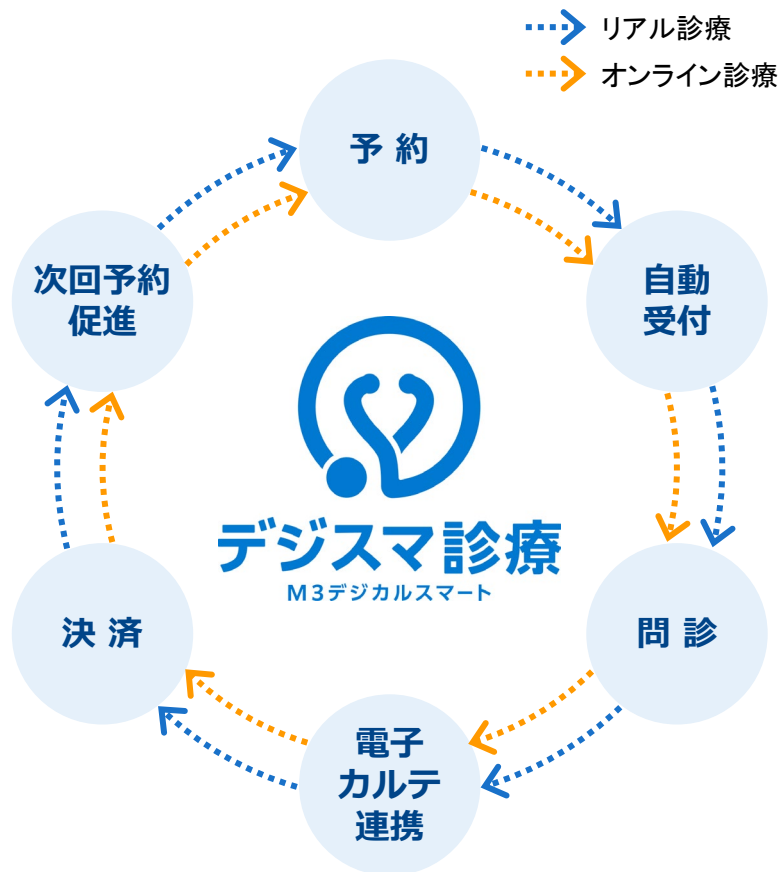 リアル診療
オンライン診療
予約
自動
受付
問診
電子
カルテ
連携
決済
次回予約
促進
デジスマ診療
M3デジカルスマート